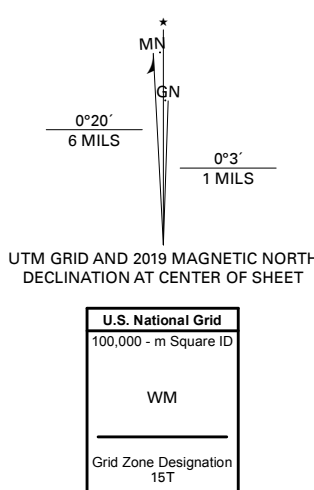 ★
MN
GN
0°20´
6 MILS
0°3´
1 MILS
UTM GRID AND 2019 MAGNETIC NORTH
DECLINATION AT CENTER OF SHEET
U.S. National Grid
100,000 - m Square ID
WM
Grid Zone Designation
15T